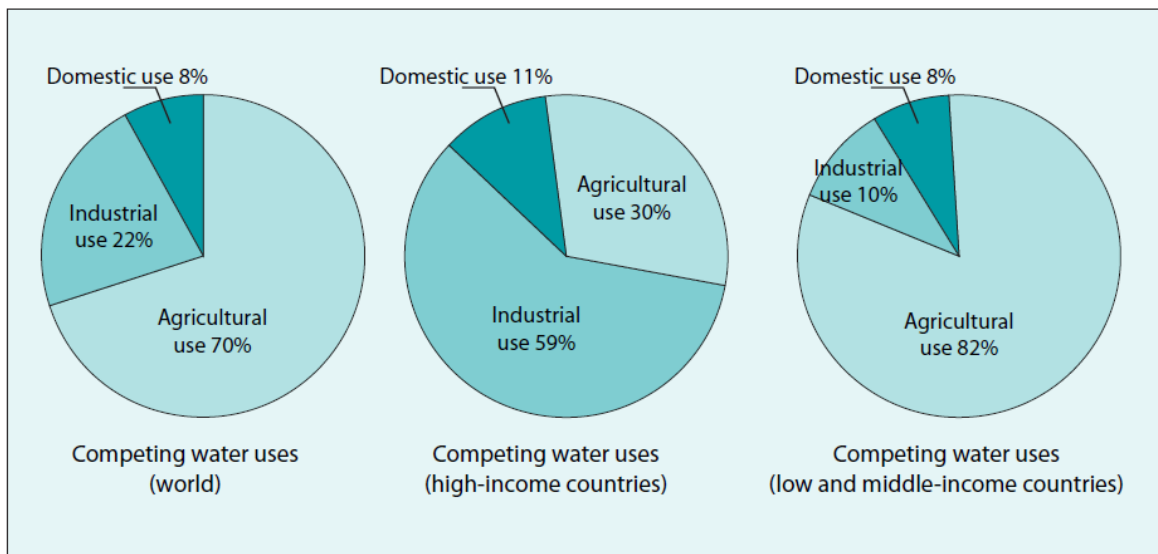 Domestic use 8%
Industrial
use 22%
Agricultural
use 70%
Competing water uses
(world)
Domestic use 11%
Agricultural
use 30%
Industrial
use 59%
Competing water uses
(high-income countries)
Domestic use 8%
Industrial
use 10%
Agricultural
use 82%
Competing water uses
(low and middle-income countries)